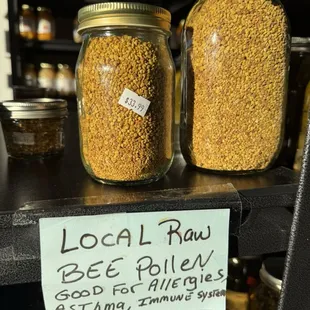 $33.99
LOCAL Raw
BEE Pollen
GOOD FOR Allergies,
Asthma, Immune System